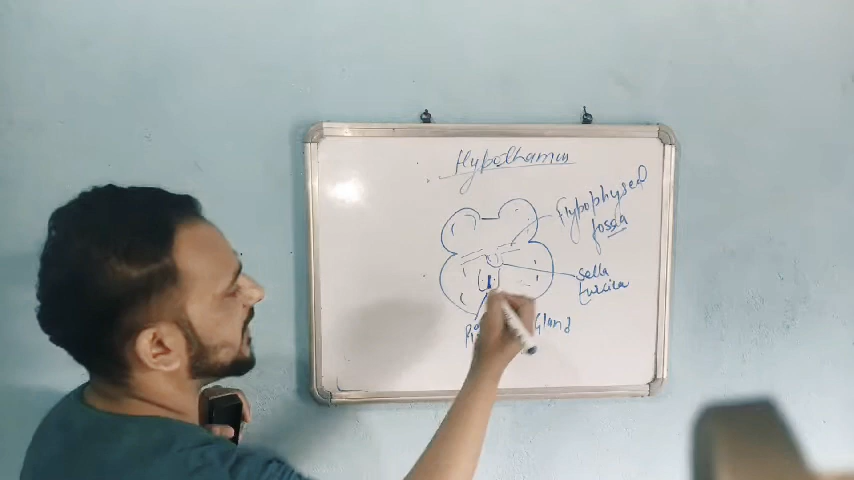 Hypothamus
Hypophyseal
fossa
Sella
turcica
Gland